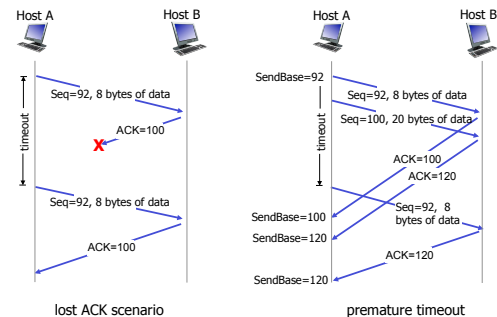 Host A
Host B
Seq=92, 8 bytes of data
ACK=100
X
timeout
Seq=92, 8 bytes of data
ACK=100
lost ACK scenario
Host A
Host B
SendBase=92
Seq=92, 8 bytes of data
Seq=100, 20 bytes of data
timeout
ACK=100
ACK=120
Seq=92, 8
bytes of data
SendBase=100
SendBase=120
ACK=120
SendBase=120
premature timeout